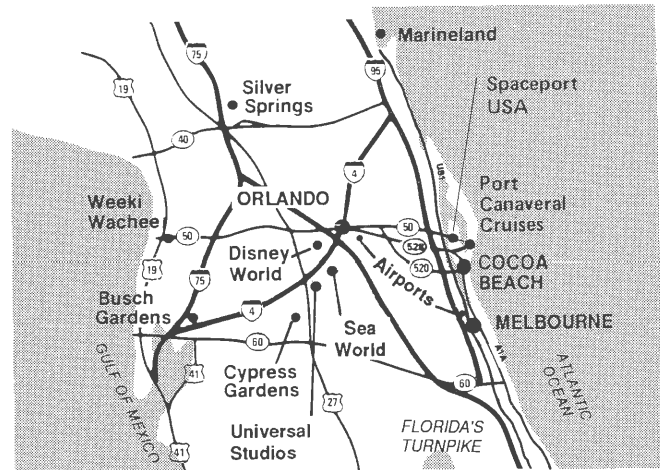 75
Marineland
95
19
Silver
Springs
Spaceport
USA
40
4
US1
Weeki
Wachee
ORLANDO
Port
Canaveral
Cruises
50
50
528
Disney
World
Airports
520
COCOA
BEACH
19
75
Busch
Gardens
4
Sea
World
MELBOURNE
60
A1A
GULF OF MEXICO
41
Cypress
Gardens
27
60
ATLANTIC
OCEAN
Universal
Studios
FLORIDA'S
TURNPIKE
41